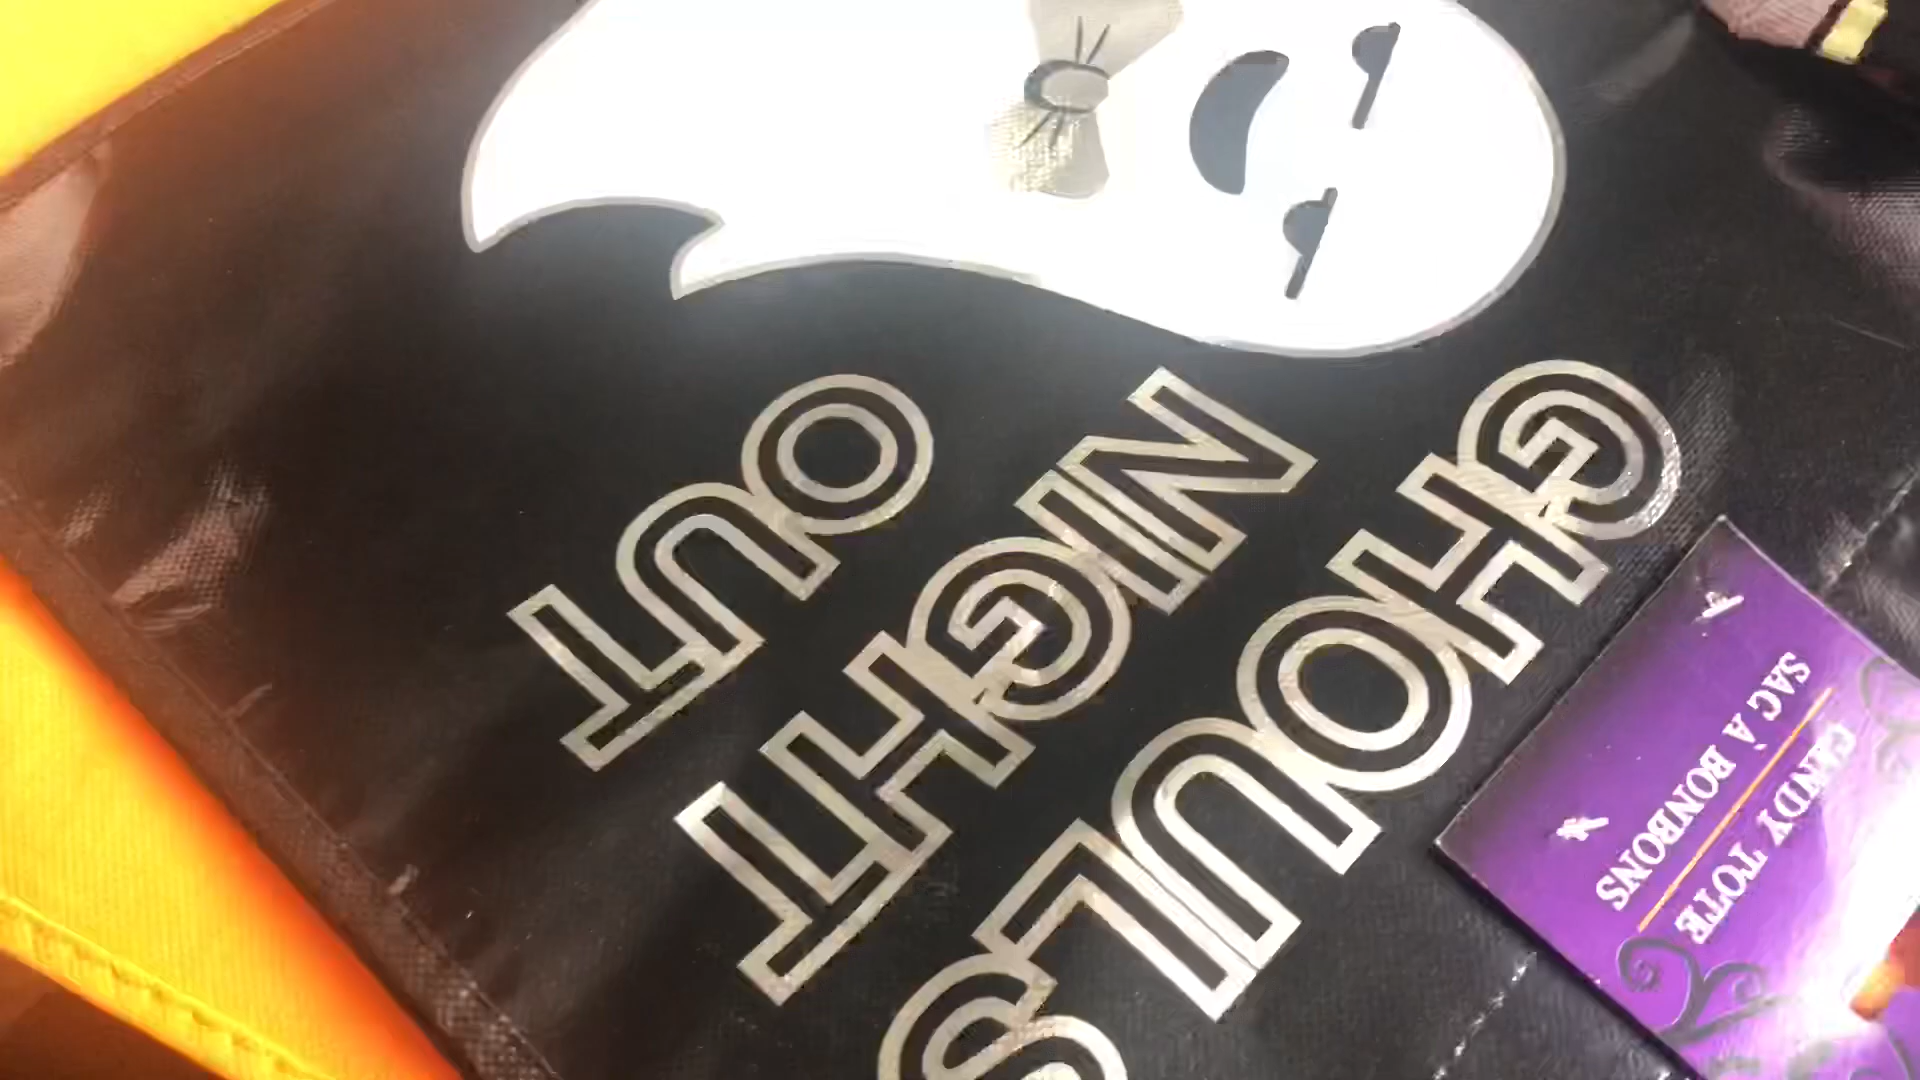 GHOULS
NIGHT
OUT
CANDY TOTE
SAC À BONBONS